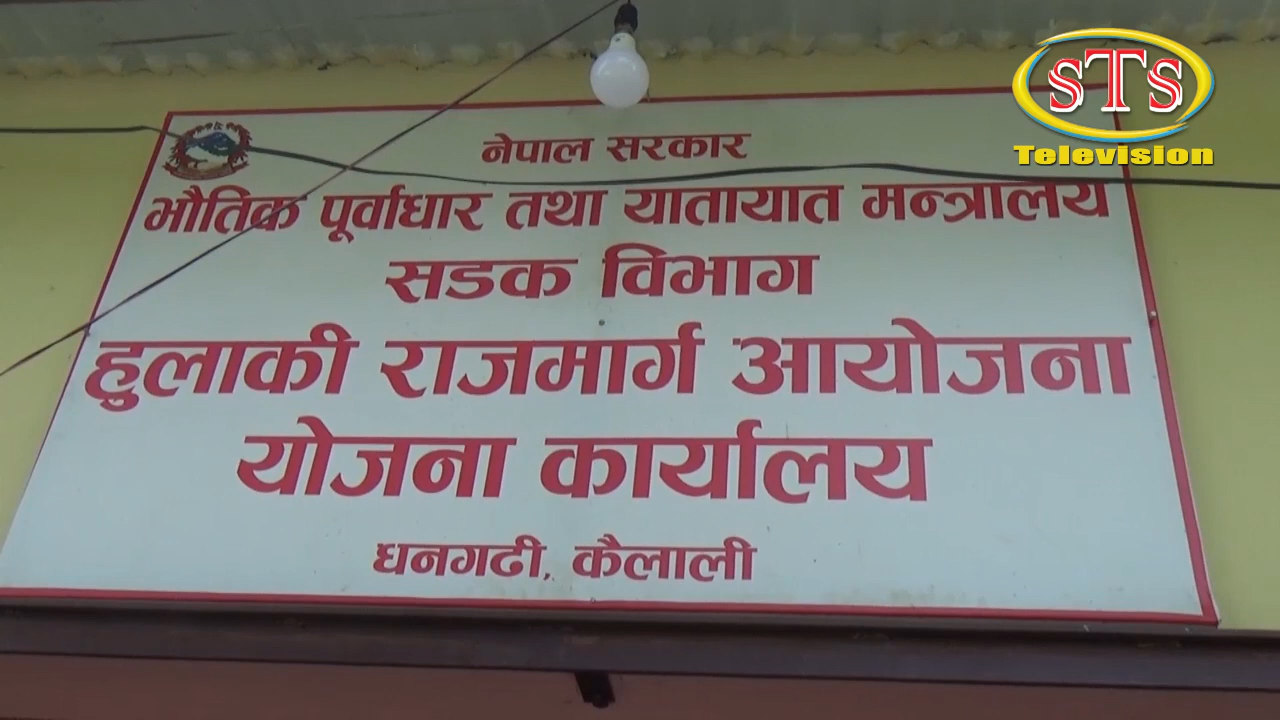 STS
Television
नेपाल सरकार
भौतिक पूर्वाधार तथा यातायात मन्त्रालय
सडक विभाग
हुलाकी राजमार्ग आयोजना
योजना कार्यालय
धनगढी, कैलाली